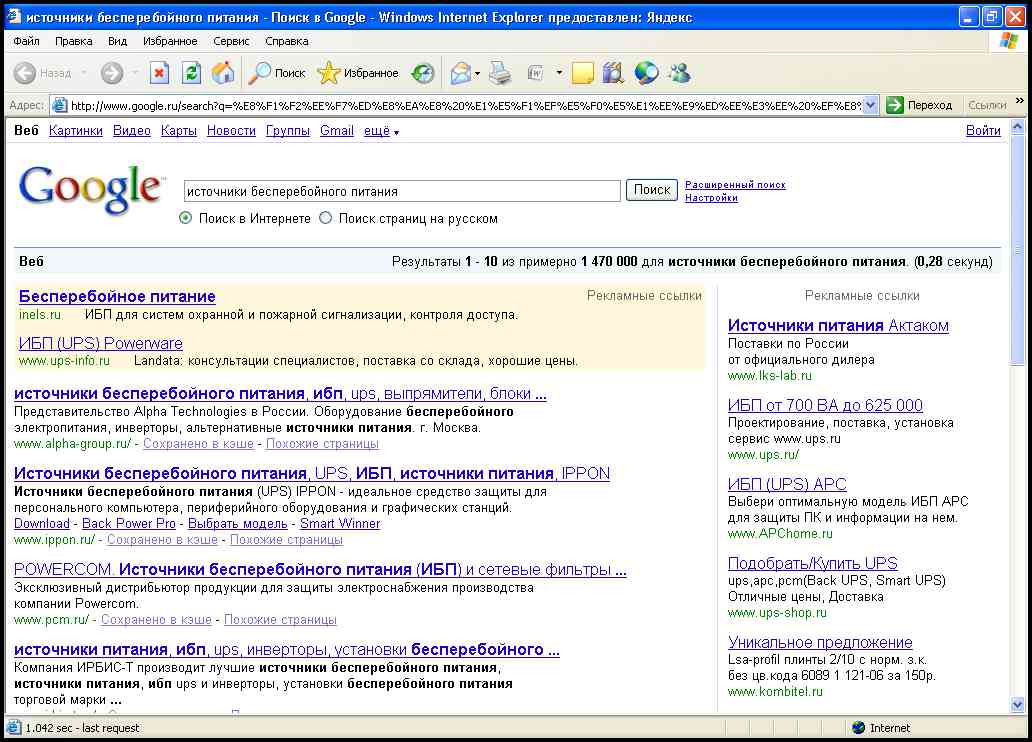 источники бесперебойного питания - Поиск в Google - Windows Internet Explorer предоставлен: Яндекс
Файл Правка Вид Избранное Сервис Справка
Назад Поиск Избранное
Адрес: http://www.google.ru/search?q=%E8%F1%F2%EE%F7%ED%E8%EA%E8%20%E1%E5%F1%EF%E5%F0%E5%E1%EE%E9%ED%EE%E3%EE%20%EF%E8% Переход Ссылки »
Веб Картинки Видео Карты Новости Группы Gmail ещё Войти
Google™
источники бесперебойного питания Поиск Расширенный поиск
Настройки
Поиск в Интернете Поиск страниц на русском
Веб Результаты 1 - 10 из примерно 1 470 000 для источники бесперебойного питания. (0,28 секунд)
Бесперебойное питание Рекламные ссылки
inels.ru ИБП для систем охранной и пожарной сигнализации, контроля доступа.
ИБП (UPS) Powerware
www.ups-info.ru Landata: консультации специалистов, поставка со склада, хорошие цены.
источники бесперебойного питания, ибп, ups, выпрямители, блоки ...
Представительство Alpha Technologies в России. Оборудование бесперебойного
электропитания, инверторы, альтернативные источники питания. г. Москва.
www.alpha-group.ru/ - Сохранено в кэше - Похожие страницы
Источники бесперебойного питания, UPS, ИБП, источники питания, IPPON
Источники бесперебойного питания (UPS) IPPON - идеальное средство защиты для
персонального компьютера, периферийного оборудования и графических станций.
Download - Back Power Pro - Выбрать модель - Smart Winner
www.ippon.ru/ - Сохранено в кэше - Похожие страницы
POWERCOM. Источники бесперебойного питания (ИБП) и сетевые фильтры ...
Эксклюзивный дистрибьютор продукции для защиты электроснабжения производства
компании Powercom.
www.pcm.ru/ - Сохранено в кэше - Похожие страницы
источники питания, ибп, ups, инверторы, установки бесперебойного ...
Компания ИРБИС-Т производит лучшие источники бесперебойного питания,
источники питания, ибп ups и инверторы, установки бесперебойного питания
торговой марки ...
Рекламные ссылки
Источники питания Актаком
Поставки по России
от официального дилера
www.lks-lab.ru
ИБП от 700 ВА до 625 000
Проектирование, поставка, установка
сервис www.ups.ru
www.ups.ru/
ИБП (UPS) APC
Выбери оптимальную модель ИБП APC
для защиты ПК и информации на нем.
www.APChome.ru
Подобрать/Купить UPS
ups,apc,pcm(Back UPS, Smart UPS)
Отличные цены, Доставка
www.ups-shop.ru
Уникальное предложение
Lsa-profil плинты 2/10 с норм. з.к.
без цв.кода 6089 1 121-06 за 150р.
www.kombitel.ru
1.042 sec - last request Internet